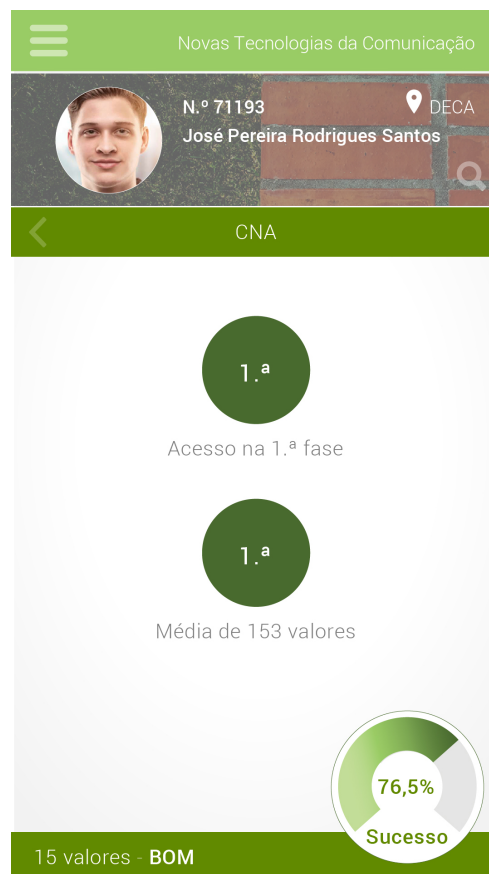 Novas Tecnologias da Comunicação
N.º 71193
DECA
José Pereira Rodrigues Santos
CNA
1.ª
Acesso na 1.ª fase
1.ª
Média de 153 valores
76,5%
Sucesso
15 valores - BOM